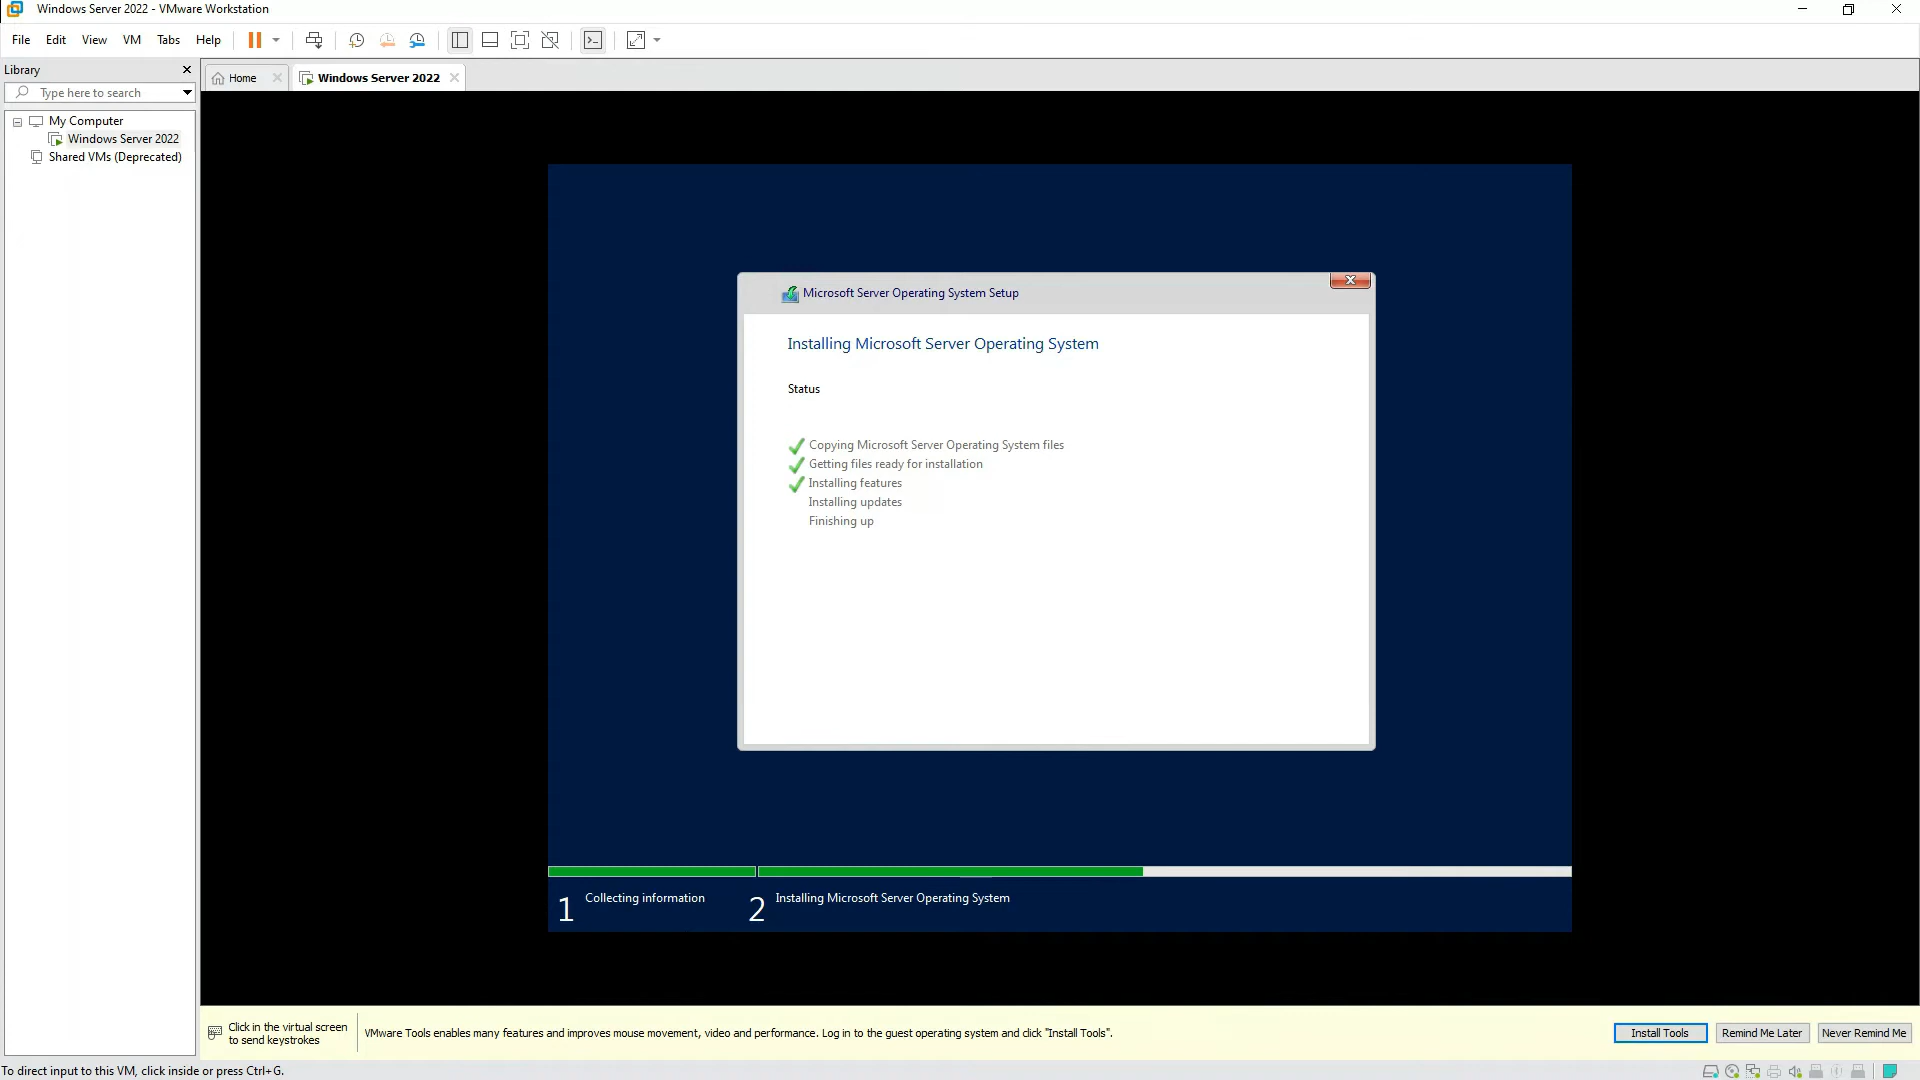 Windows Server 2022 - VMware Workstation
File Edit View VM Tabs Help
Library
Type here to search
My Computer
Windows Server 2022
Shared VMs (Deprecated)
Home
Windows Server 2022
Microsoft Server Operating System Setup
Installing Microsoft Server Operating System
Status
Copying Microsoft Server Operating System files
Getting files ready for installation
Installing features
Installing updates
Finishing up
1 Collecting information
2 Installing Microsoft Server Operating System
Click in the virtual screen
to send keystrokes
VMware Tools enables many features and improves mouse movement, video and performance. Log in to the guest operating system and click "Install Tools".
Install Tools
Remind Me Later
Never Remind Me
To direct input to this VM, click inside or press Ctrl+G.